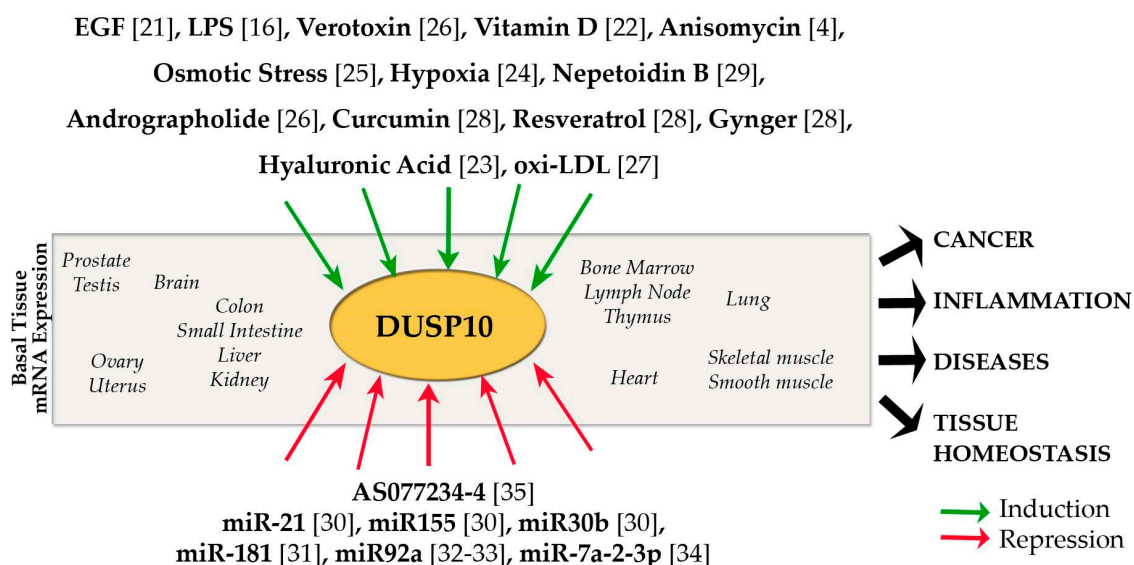 EGF [21], LPS [16], Verotoxin [26], Vitamin D [22], Anisomycin [4],
Osmotic Stress [25], Hypoxia [24], Nepetoidin B [29],
Andrographolide [26], Curcumin [28], Resveratrol [28], Gynger [28],
Hyaluronic Acid [23], oxi-LDL [27]
Basal Tissue
mRNA Expression
Prostate
Testis
Brain
Colon
Small Intestine
Liver
Kidney
Ovary
Uterus
DUSP10
Bone Marrow
Lymph Node
Thymus
Lung
Heart
Skeletal muscle
Smooth muscle
CANCER
INFLAMMATION
DISEASES
TISSUE
HOMEOSTASIS
AS077234-4 [35]
miR-21 [30], miR155 [30], miR30b [30],
miR-181 [31], miR92a [32-33], miR-7a-2-3p [34]
Induction
Repression